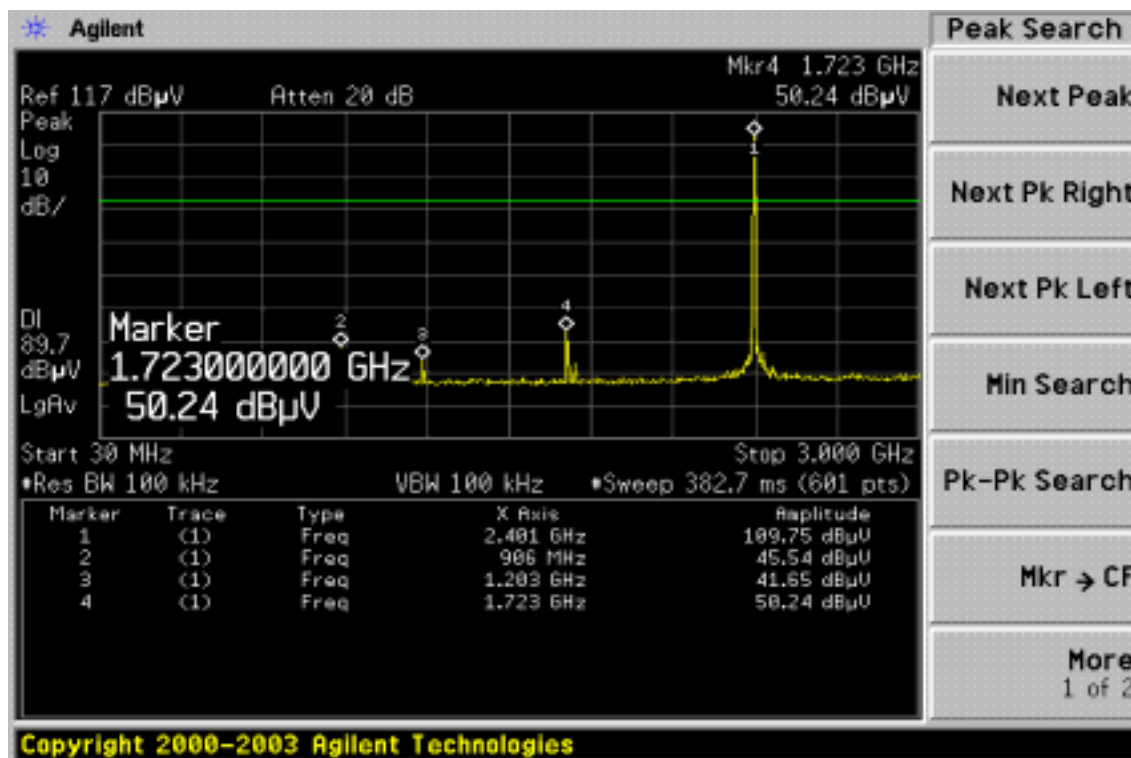 Agilent
Peak Search
Mkr4 1.723 GHz
Ref 117 dBµV Atten 20 dB 50.24 dBµV
Peak
Log
10
dB/
1
2
3
4
DI
89.7
dBµV
LgAv
Marker
1.723000000 GHz
50.24 dBµV
Start 30 MHz Stop 3.000 GHz
*Res BW 100 kHz VBW 100 kHz *Sweep 382.7 ms (601 pts)
Marker Trace Type X Axis Amplitude
1 (1) Freq 2.401 GHz 109.75 dBµV
2 (1) Freq 906 MHz 45.54 dBµV
3 (1) Freq 1.203 GHz 41.65 dBµV
4 (1) Freq 1.723 GHz 50.24 dBµV
Next Peak
Next Pk Right
Next Pk Left
Min Search
Pk-Pk Search
Mkr → CF
More
1 of 2
Copyright 2000-2003 Agilent Technologies